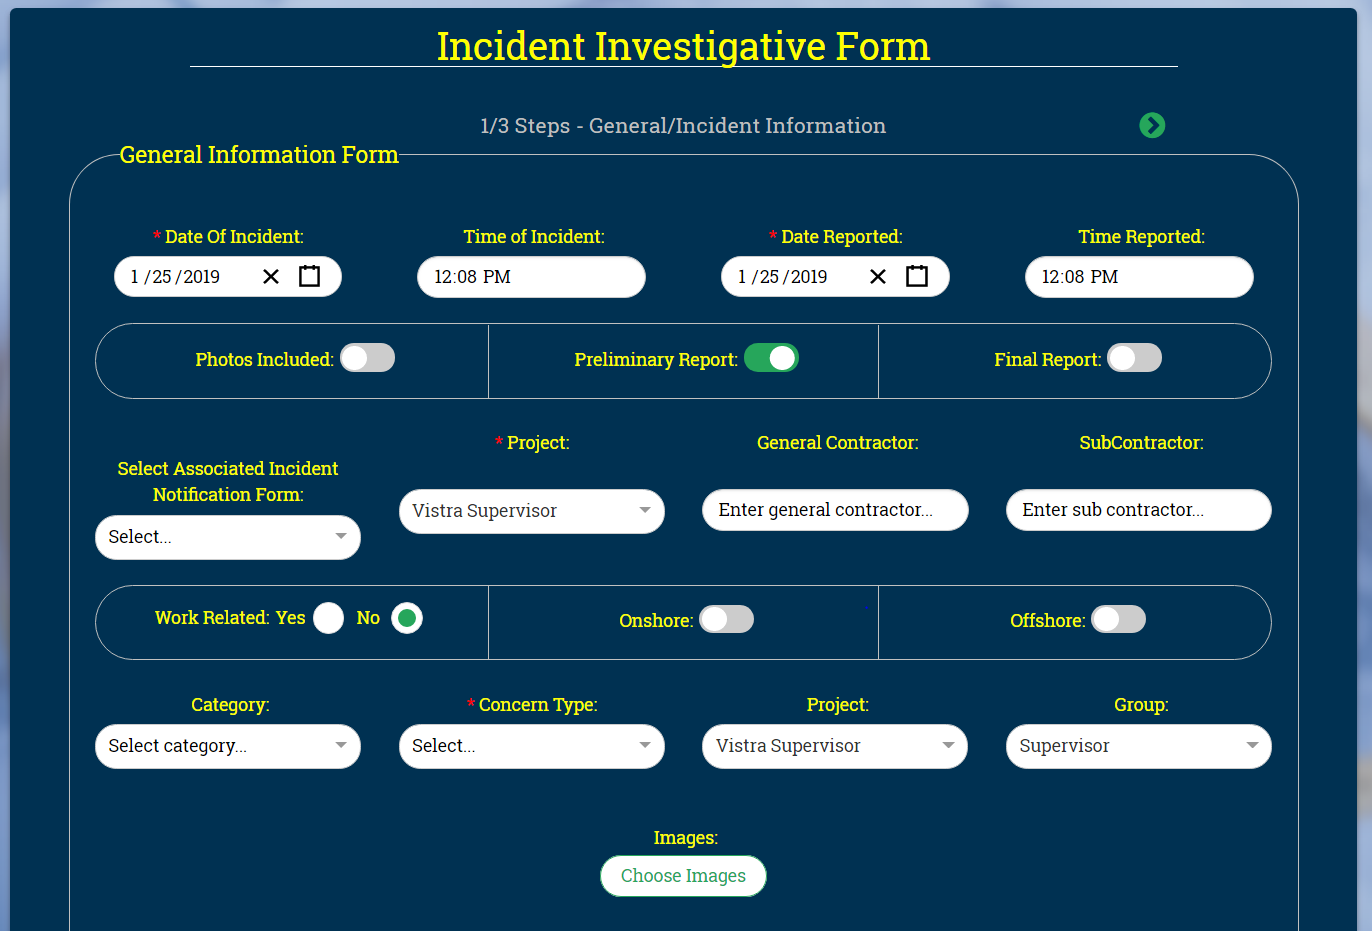 Incident Investigative Form
1/3 Steps - General/Incident Information
General Information Form
* Date Of Incident:
Time of Incident:
* Date Reported:
Time Reported:
1 /25 /2019
12:08 PM
1 /25 /2019
12:08 PM
Photos Included:
Preliminary Report:
Final Report:
Select Associated Incident
Notification Form:
* Project:
General Contractor:
SubContractor:
Select...
Vistra Supervisor
Enter general contractor...
Enter sub contractor...
Work Related: Yes No
Onshore:
Offshore:
Category:
* Concern Type:
Project:
Group:
Select category...
Select...
Vistra Supervisor
Supervisor
Images:
Choose Images